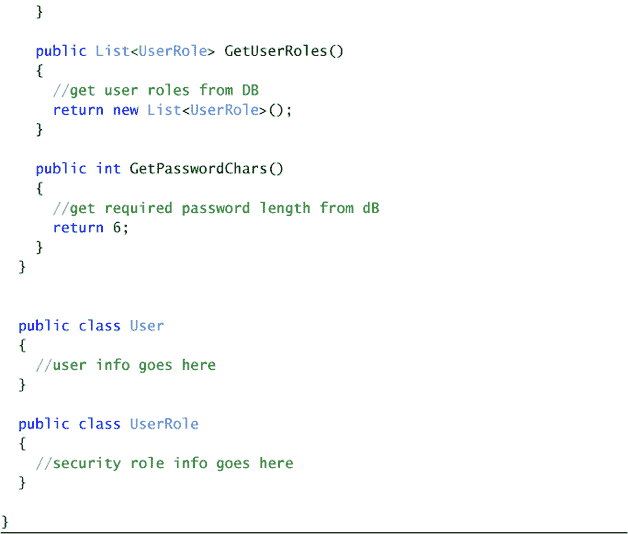 }
public List<UserRole> GetUserRoles()
{
//get user roles from DB
return new List<UserRole>();
}
public int GetPasswordChars()
{
//get required password length from dB
return 6;
}
}
public class User
{
//user info goes here
}
public class UserRole
{
//security role info goes here
}
}